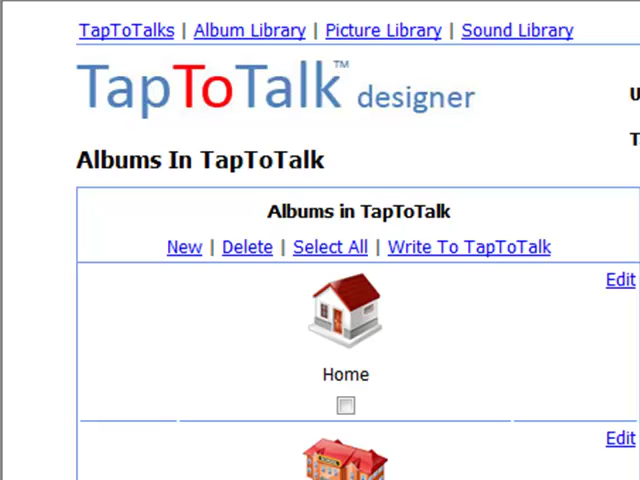 TapToTalks | Album Library | Picture Library | Sound Library
TapToTalk™ designer
Albums In TapToTalk
Albums in TapToTalk
New | Delete | Select All | Write To TapToTalk
Edit
Home
Edit
SCHOOL